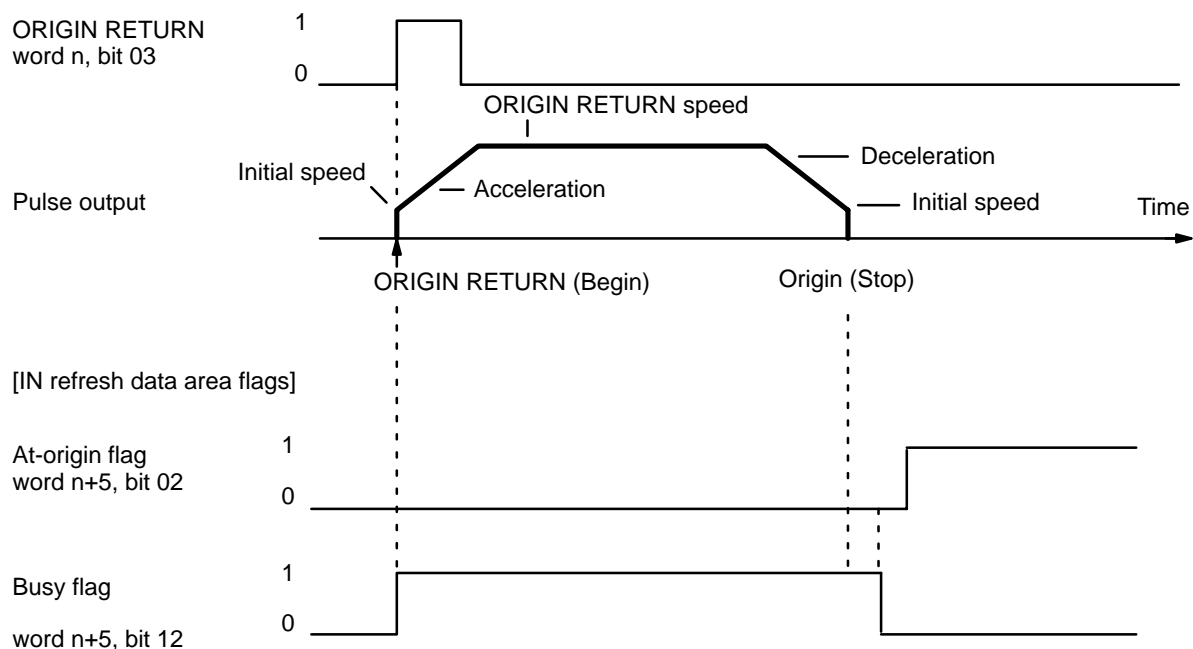 ORIGIN RETURN
word n, bit 03
1
0
ORIGIN RETURN speed
Initial speed
Acceleration
Deceleration
Pulse output
Initial speed
Time
ORIGIN RETURN (Begin)
Origin (Stop)
[IN refresh data area flags]
At-origin flag
word n+5, bit 02
1
0
Busy flag
word n+5, bit 12
1
0